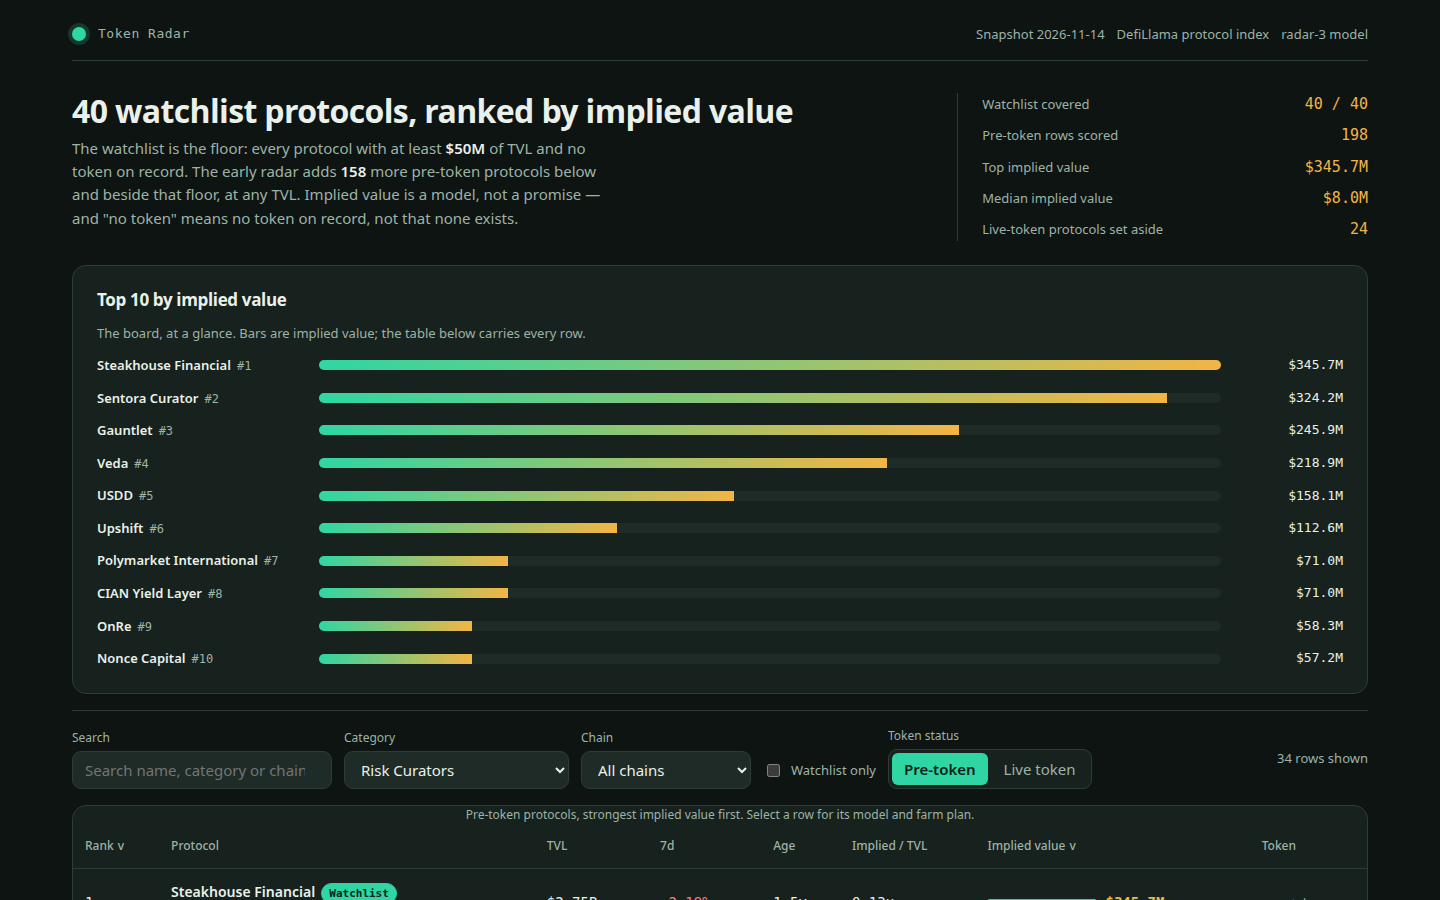 Token Radar
Snapshot 2026-11-14 DefiLlama protocol index radar-3 model
40 watchlist protocols, ranked by implied value
The watchlist is the floor: every protocol with at least $50M of TVL and no
token on record. The early radar adds 158 more pre-token protocols below
and beside that floor, at any TVL. Implied value is a model, not a promise —
and "no token" means no token on record, not that none exists.
Watchlist covered 40 / 40
Pre-token rows scored 198
Top implied value $345.7M
Median implied value $8.0M
Live-token protocols set aside 24
Top 10 by implied value
The board, at a glance. Bars are implied value; the table below carries every row.
Steakhouse Financial #1 $345.7M
Sentora Curator #2 $324.2M
Gauntlet #3 $245.9M
Veda #4 $218.9M
USDD #5 $158.1M
Upshift #6 $112.6M
Polymarket International #7 $71.0M
CIAN Yield Layer #8 $71.0M
OnRe #9 $58.3M
Nonce Capital #10 $57.2M
Search Category Chain Token status
Search name, category or chain Risk Curators All chains Watchlist only Pre-token Live token 34 rows shown
Pre-token protocols, strongest implied value first. Select a row for its model and farm plan.
Rank v Protocol TVL 7d Age Implied / TVL Implied value v Token
Steakhouse Financial Watchlist